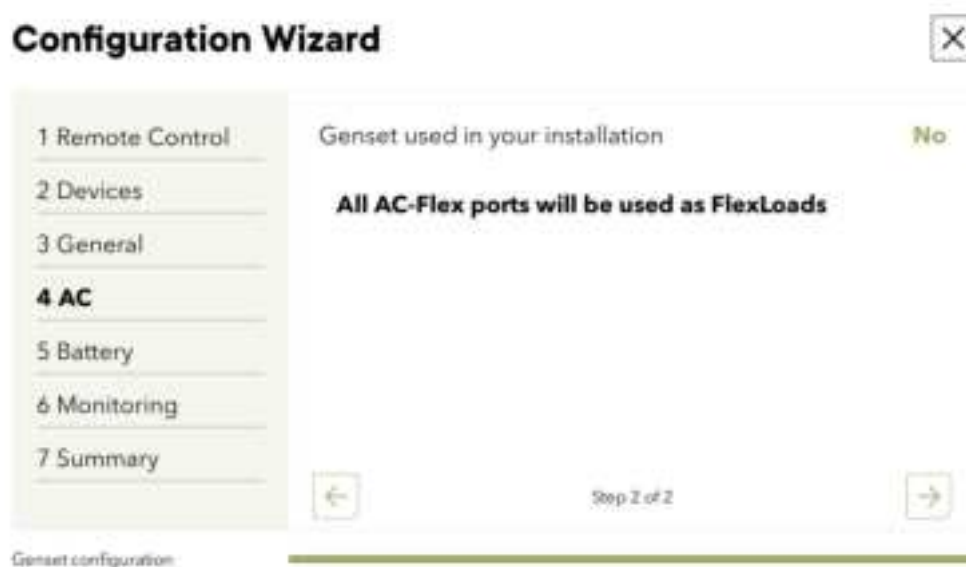 Configuration Wizard
1 Remote Control
2 Devices
3 General
4 AC
5 Battery
6 Monitoring
7 Summary
Genset used in your installation No
All AC-Flex ports will be used as FlexLoads
Step 2 of 2
Genset configuration